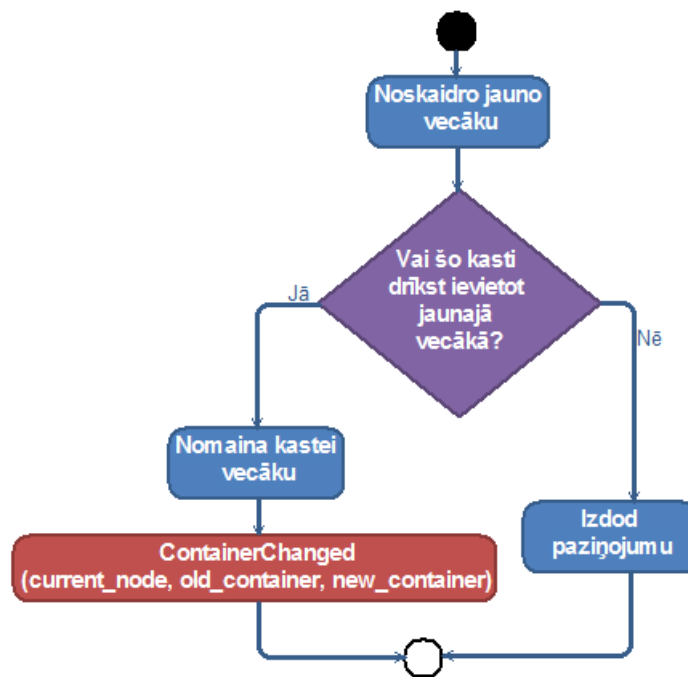 Noskaidro jauno
vecāku
Vai šo kasti
drīkst ievietot
jaunajā
vecākā?
Jā
Nē
Nomaina kastei
vecāku
Izdod
paziņojumu
ContainerChanged
(current_node, old_container, new_container)